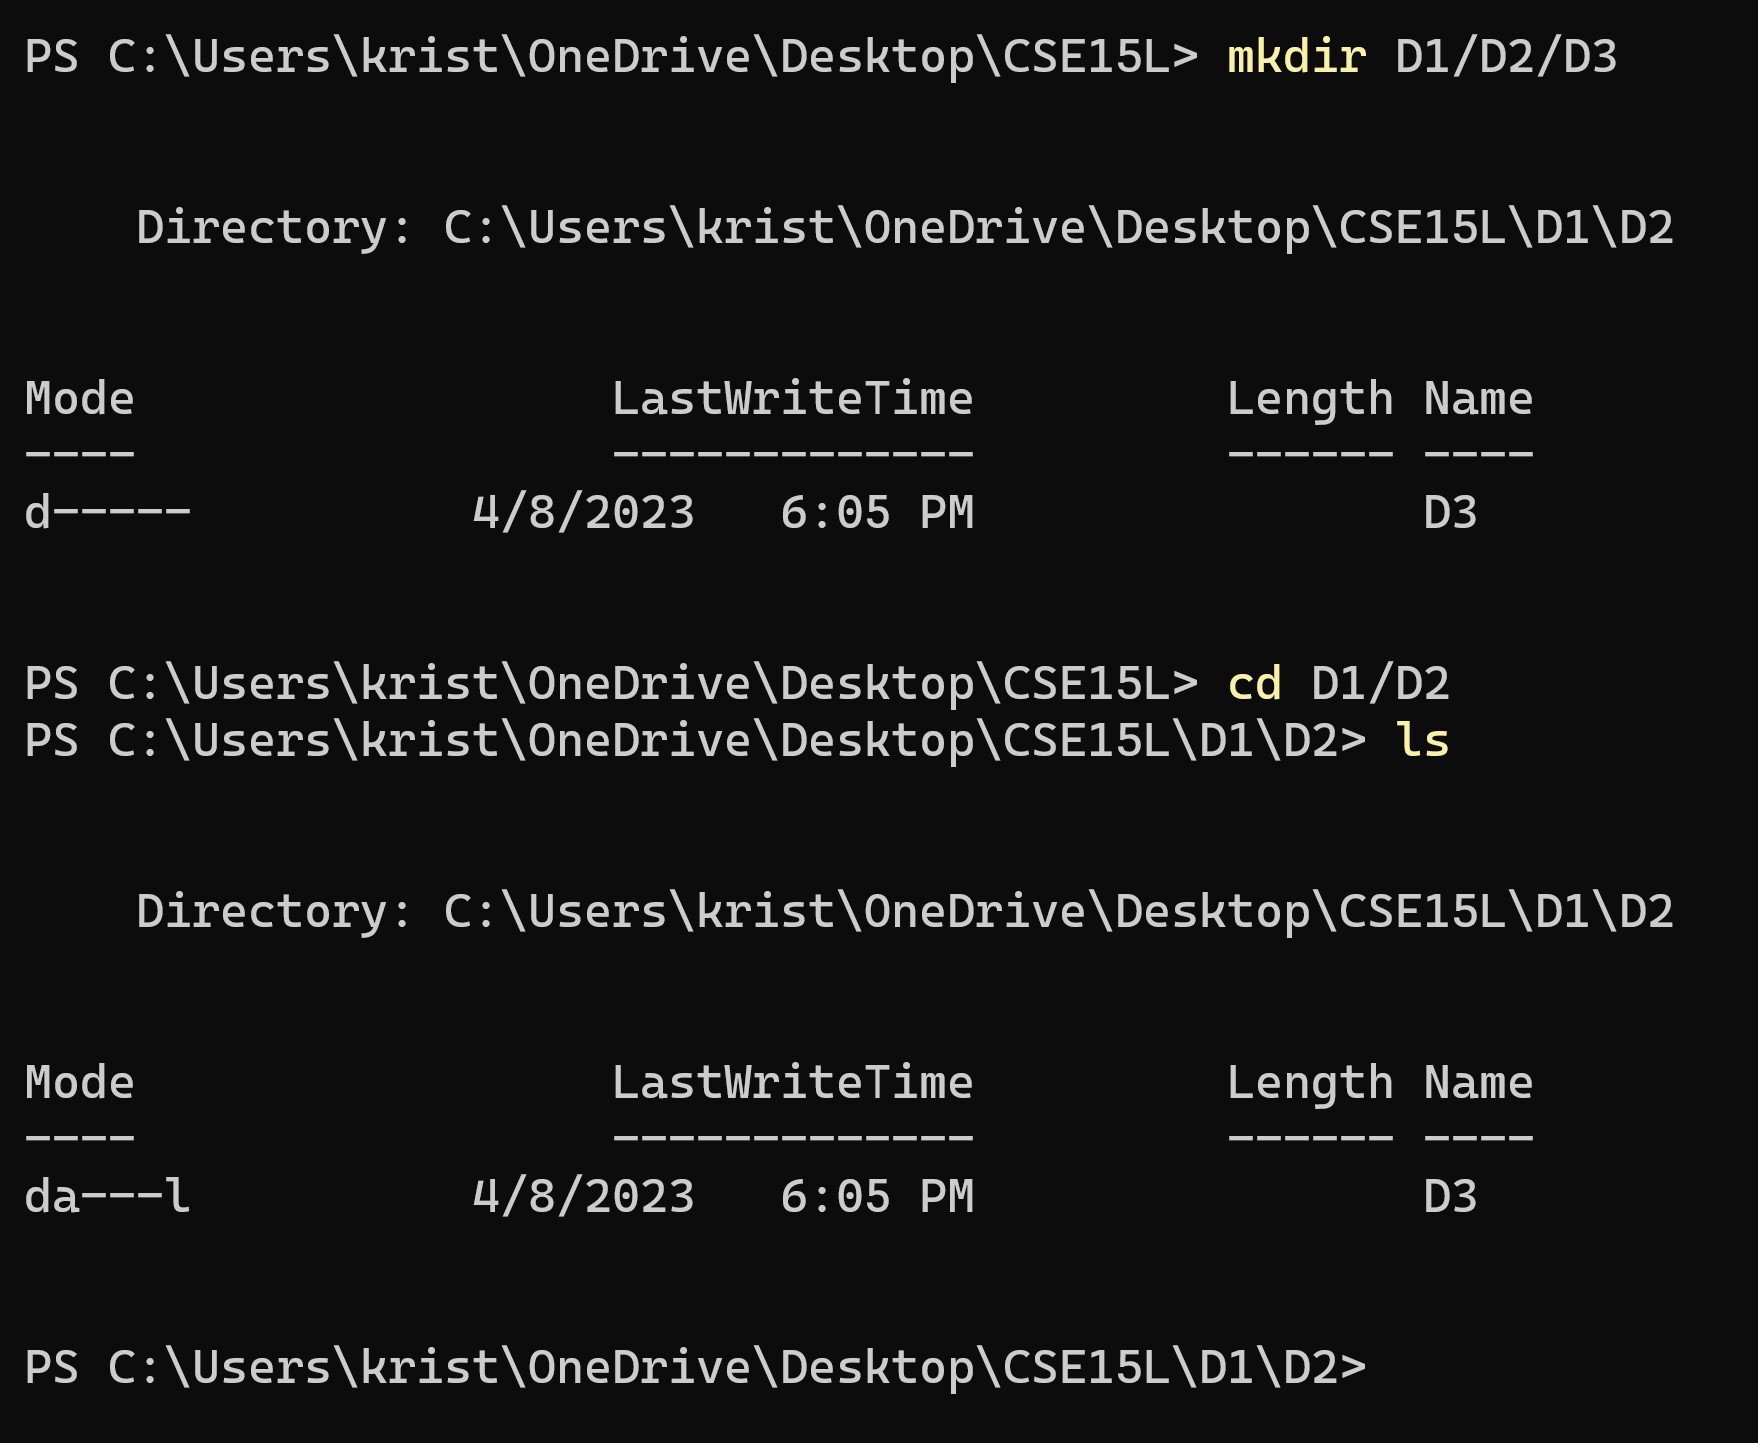 PS C:\Users\krist\OneDrive\Desktop\CSE15L> mkdir D1/D2/D3
Directory: C:\Users\krist\OneDrive\Desktop\CSE15L\D1\D2
Mode                 LastWriteTime         Length Name
----                 -------------         ------ ----
d-----          4/8/2023   6:05 PM                D3
PS C:\Users\krist\OneDrive\Desktop\CSE15L> cd D1/D2
PS C:\Users\krist\OneDrive\Desktop\CSE15L\D1\D2> ls
Directory: C:\Users\krist\OneDrive\Desktop\CSE15L\D1\D2
Mode                 LastWriteTime         Length Name
----                 -------------         ------ ----
da---l          4/8/2023   6:05 PM                D3
PS C:\Users\krist\OneDrive\Desktop\CSE15L\D1\D2>